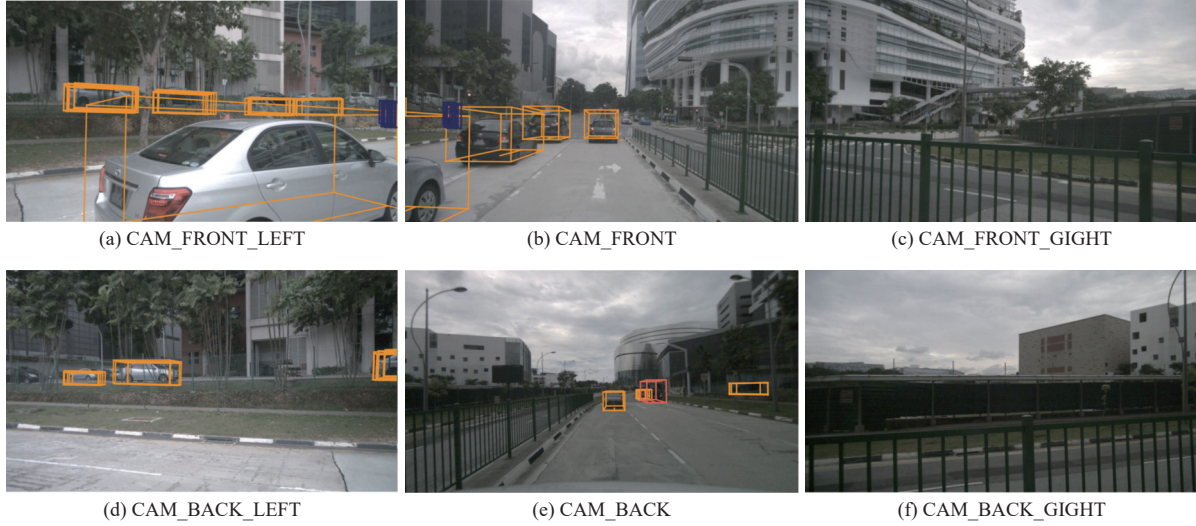 (a) CAM_FRONT_LEFT
(b) CAM_FRONT
(c) CAM_FRONT_GIGHT
(d) CAM_BACK_LEFT
(e) CAM_BACK
(f) CAM_BACK_GIGHT